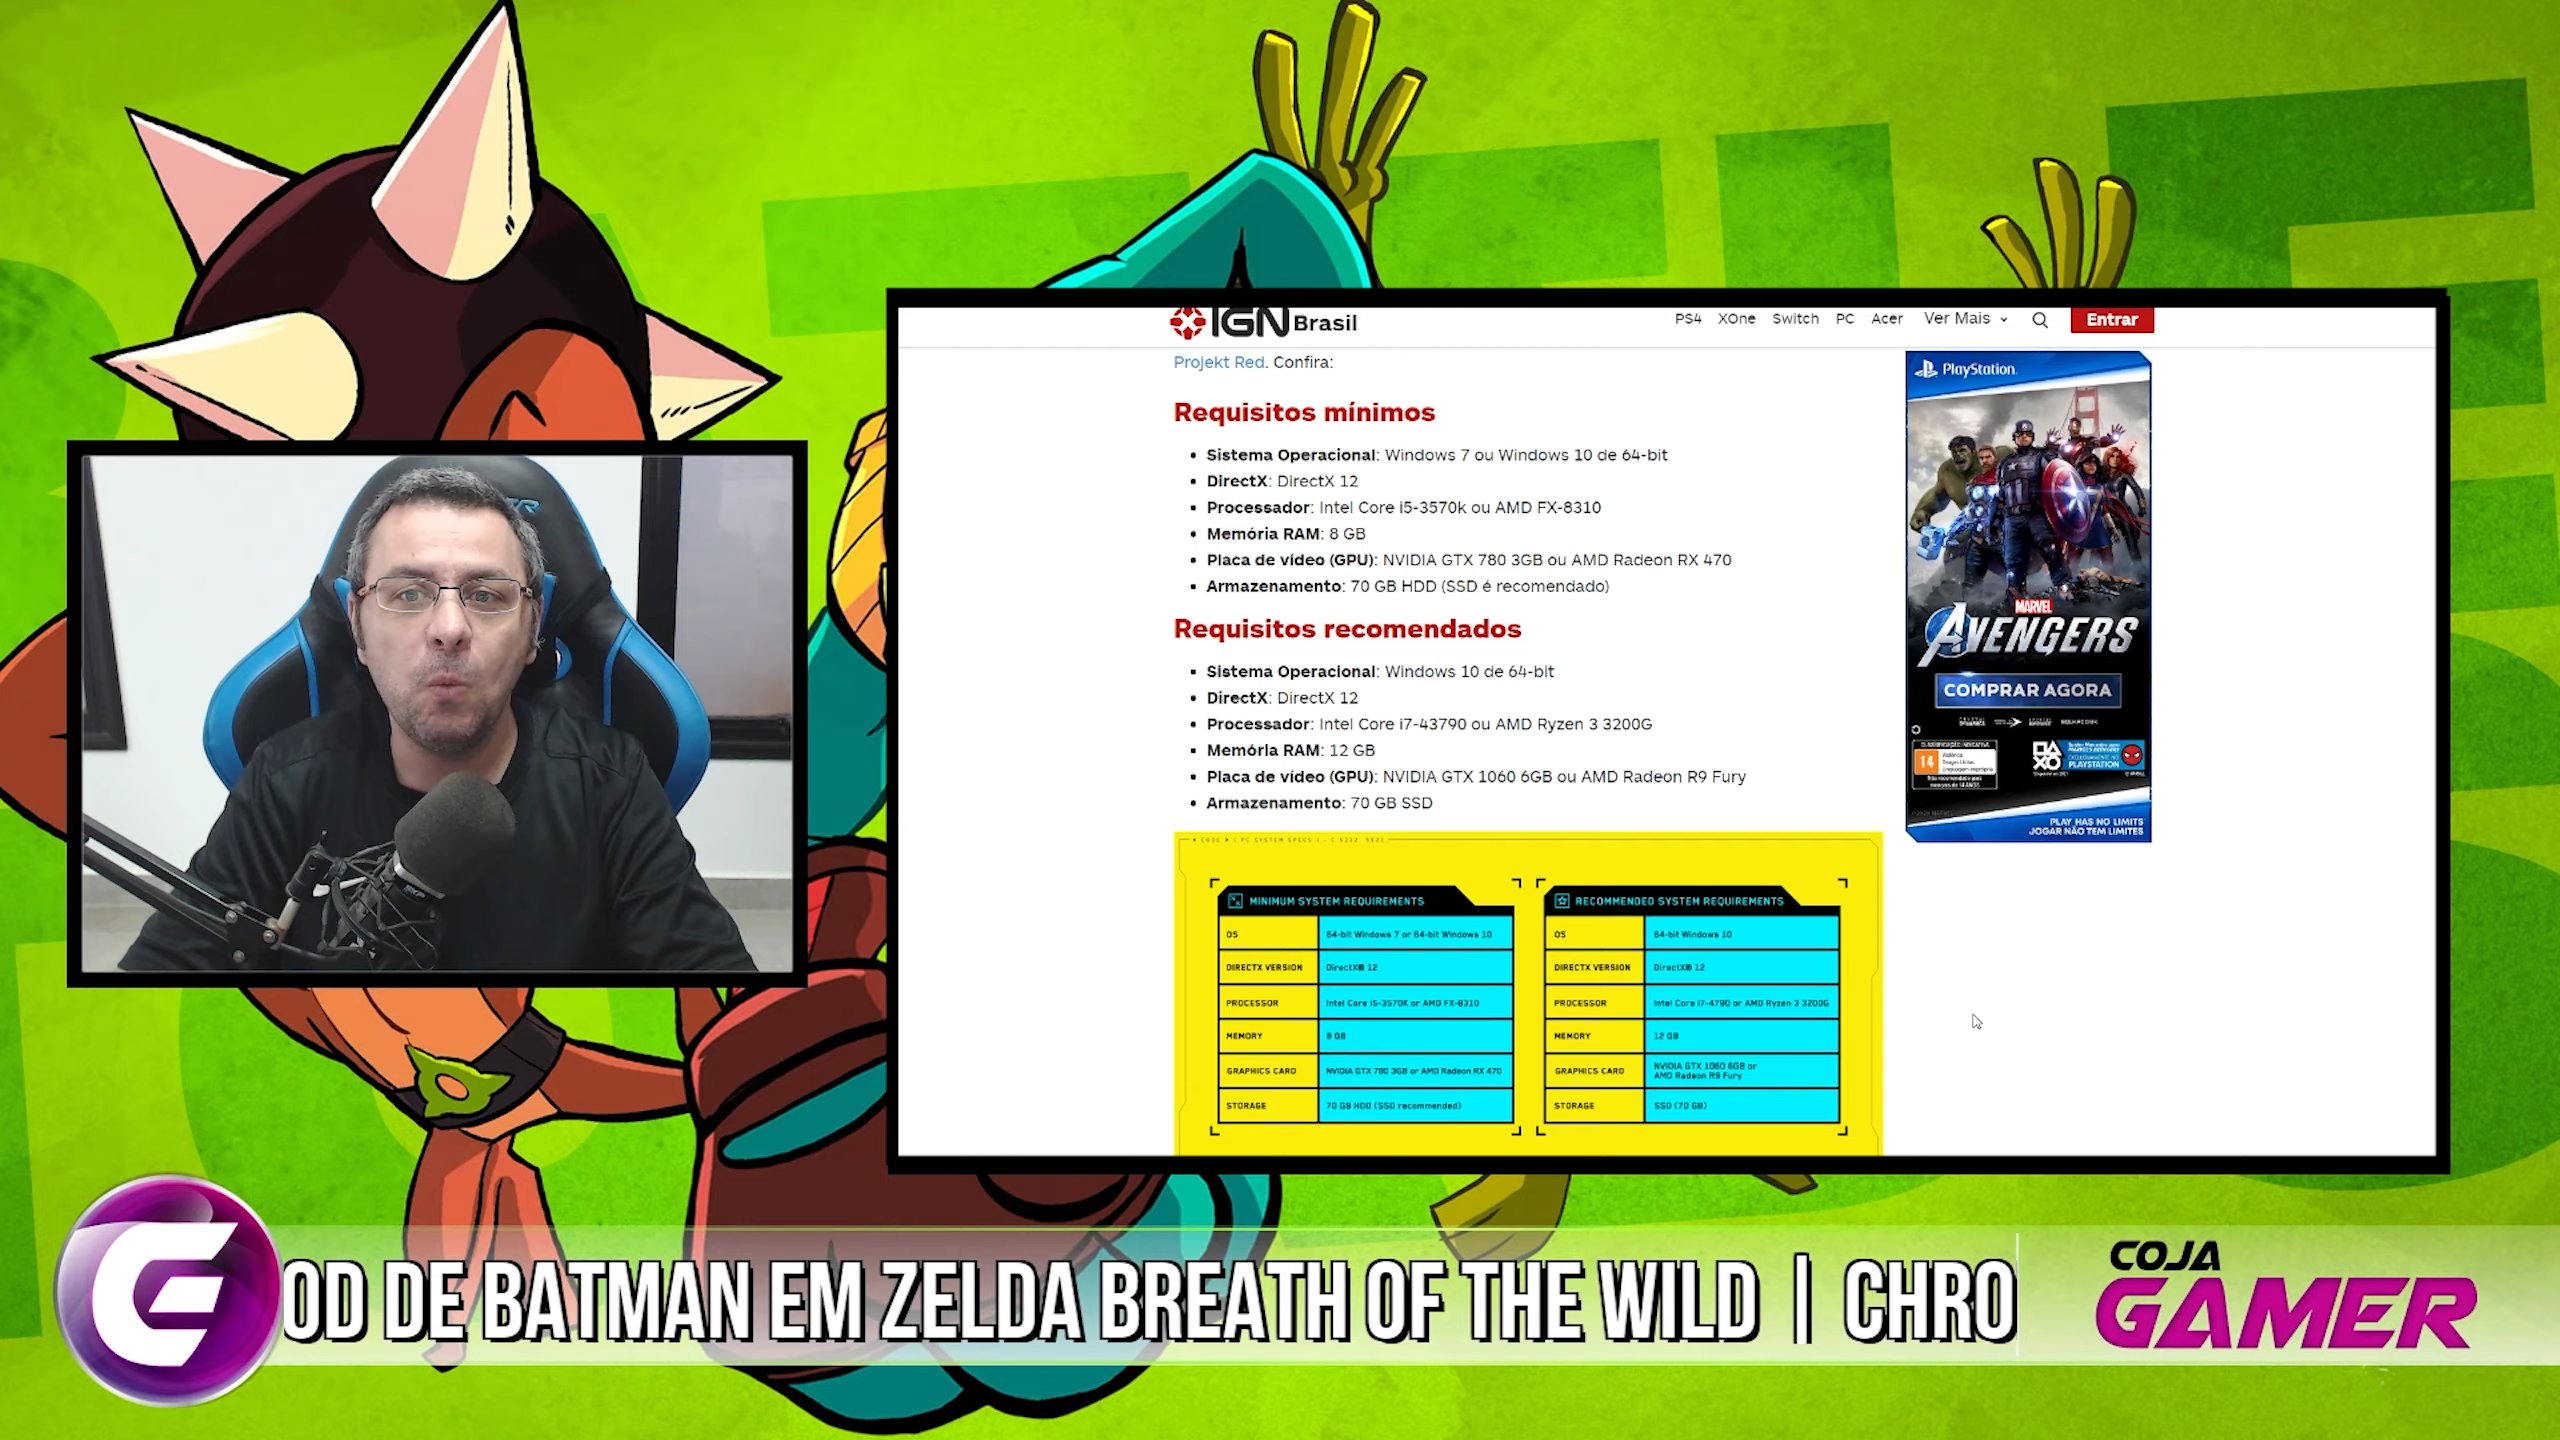 IGN Brasil
PS4 XOne Switch PC Acer Ver Mais Entrar
Projekt Red. Confira:
Requisitos mínimos
Sistema Operacional: Windows 7 ou Windows 10 de 64-bit
DirectX: DirectX 12
Processador: Intel Core i5-3570k ou AMD FX-8310
Memória RAM: 8 GB
Placa de vídeo (GPU): NVIDIA GTX 780 3GB ou AMD Radeon RX 470
Armazenamento: 70 GB HDD (SSD é recomendado)
Requisitos recomendados
Sistema Operacional: Windows 10 de 64-bit
DirectX: DirectX 12
Processador: Intel Core i7-43790 ou AMD Ryzen 3 3200G
Memória RAM: 12 GB
Placa de vídeo (GPU): NVIDIA GTX 1060 6GB ou AMD Radeon R9 Fury
Armazenamento: 70 GB SSD
MINIMUM SYSTEM REQUIREMENTS
OS 64-bit Windows 7 or 64-bit Windows 10
DIRECTX VERSION DirectX® 12
PROCESSOR Intel Core i5-3570K or AMD FX-8310
MEMORY 8 GB
GRAPHICS CARD NVIDIA GTX 780 3GB or AMD Radeon RX 470
STORAGE 70 GB HDD (SSD recommended)
RECOMMENDED SYSTEM REQUIREMENTS
OS 64-bit Windows 10
DIRECTX VERSION DirectX® 12
PROCESSOR Intel Core i7-4790 or AMD Ryzen 3 3200G
MEMORY 12 GB
GRAPHICS CARD NVIDIA GTX 1060 6GB or
AMD Radeon R9 Fury
STORAGE SSD (70 GB)
PlayStation
MARVEL
AVENGERS
COMPRAR AGORA
14
PLAYSTATION
PLAY HAS NO LIMITS
JOGAR NÃO TEM LIMITES
OD DE BATMAN EM ZELDA BREATH OF THE WILD | CHRO
COJA
GAMER